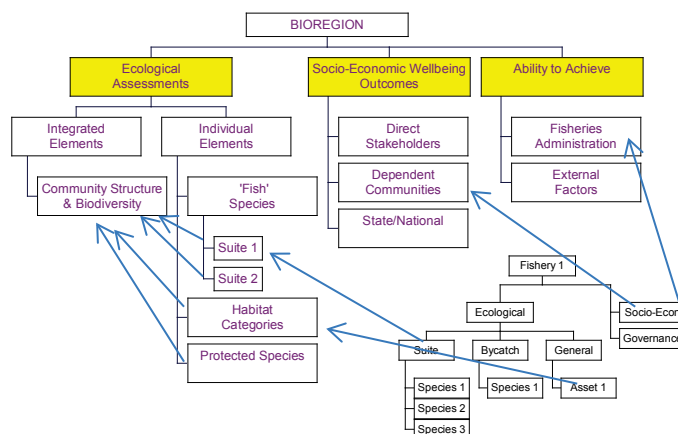 BIOREGION
Ecological
Assessments
Socio-Economic Wellbeing
Outcomes
Ability to Achieve
Integrated
Elements
Individual
Elements
Direct
Stakeholders
Fisheries
Administration
Community Structure
& Biodiversity
'Fish'
Species
Dependent
Communities
External
Factors
State/National
Suite 1
Suite 2
Habitat
Categories
Protected Species
Fishery 1
Ecological
Socio-Econ
Governance
Suite
Bycatch
General
Species 1
Species 2
Species 3
Species 1
Asset 1